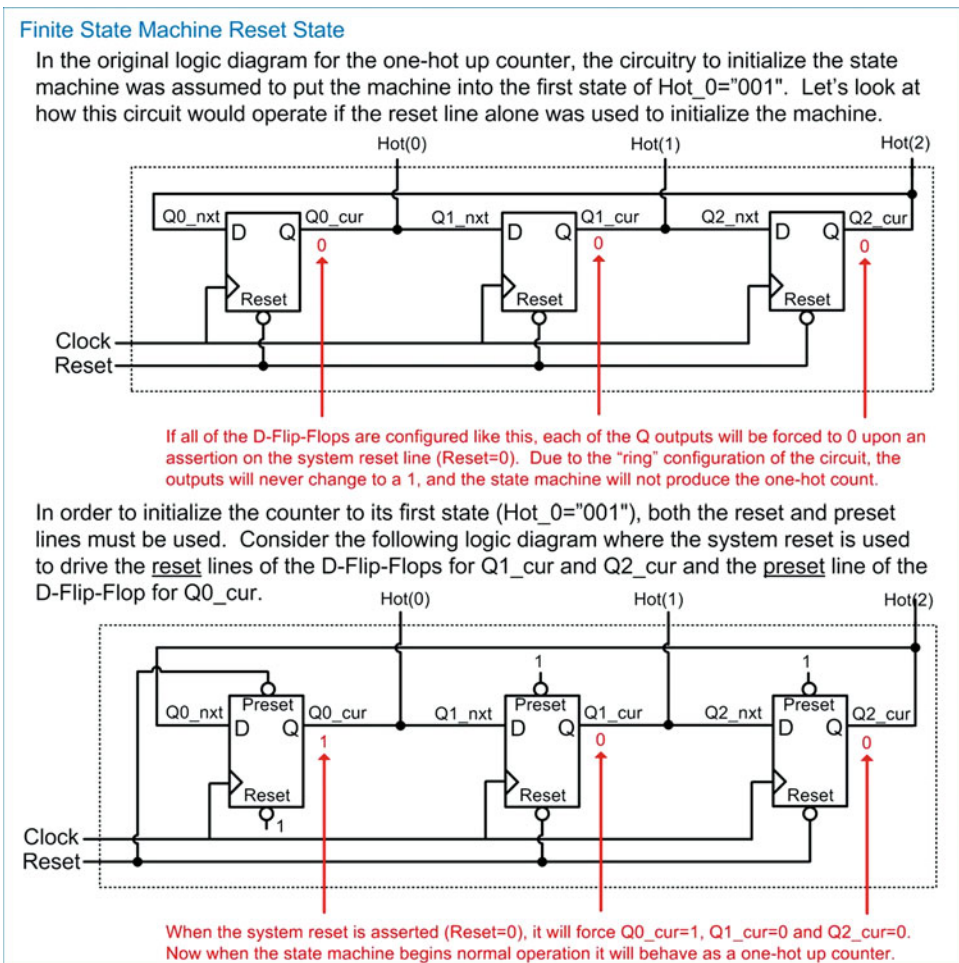 Finite State Machine Reset State
In the original logic diagram for the one-hot up counter, the circuitry to initialize the state
machine was assumed to put the machine into the first state of Hot_0="001". Let's look at
how this circuit would operate if the reset line alone was used to initialize the machine.
Hot(0) Hot(1) Hot(2)
Q0_nxt Q0_cur Q1_nxt Q1_cur Q2_nxt Q2_cur
D Q D Q D Q
0 0 0
Reset Reset Reset
Clock
Reset
If all of the D-Flip-Flops are configured like this, each of the Q outputs will be forced to 0 upon an
assertion on the system reset line (Reset=0). Due to the “ring” configuration of the circuit, the
outputs will never change to a 1, and the state machine will not produce the one-hot count.
In order to initialize the counter to its first state (Hot_0="001"), both the reset and preset
lines must be used. Consider the following logic diagram where the system reset is used
to drive the reset lines of the D-Flip-Flops for Q1_cur and Q2_cur and the preset line of the
D-Flip-Flop for Q0_cur.
Hot(0) Hot(1) Hot(2)
1 1
Preset Preset Preset
Q0_nxt Q0_cur Q1_nxt Q1_cur Q2_nxt Q2_cur
D Q D Q D Q
1 0 0
Reset Reset Reset
1
Clock
Reset
When the system reset is asserted (Reset=0), it will force Q0_cur=1, Q1_cur=0 and Q2_cur=0.
Now when the state machine begins normal operation it will behave as a one-hot up counter.